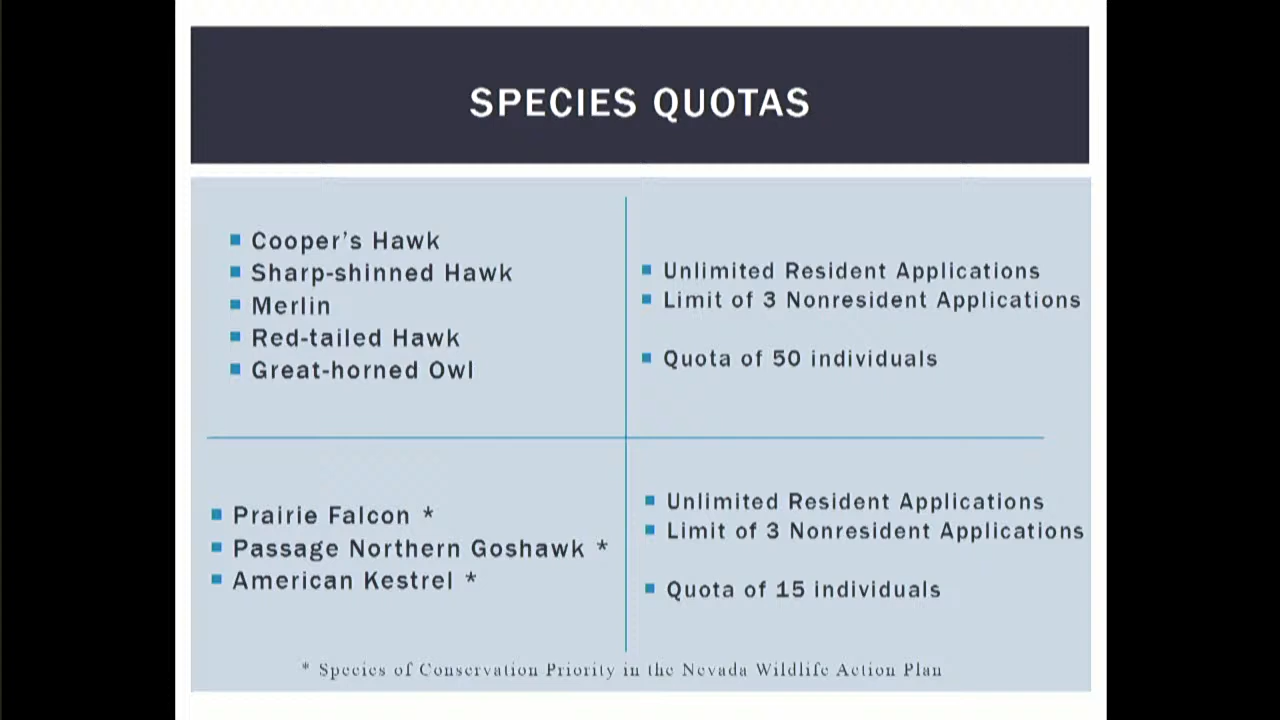 SPECIES QUOTAS
Cooper's Hawk
Sharp-shinned Hawk
Merlin
Red-tailed Hawk
Great-horned Owl
Unlimited Resident Applications
Limit of 3 Nonresident Applications
Quota of 50 individuals
Prairie Falcon *
Passage Northern Goshawk *
American Kestrel *
Unlimited Resident Applications
Limit of 3 Nonresident Applications
Quota of 15 individuals
* Species of Conservation Priority in the Nevada Wildlife Action Plan